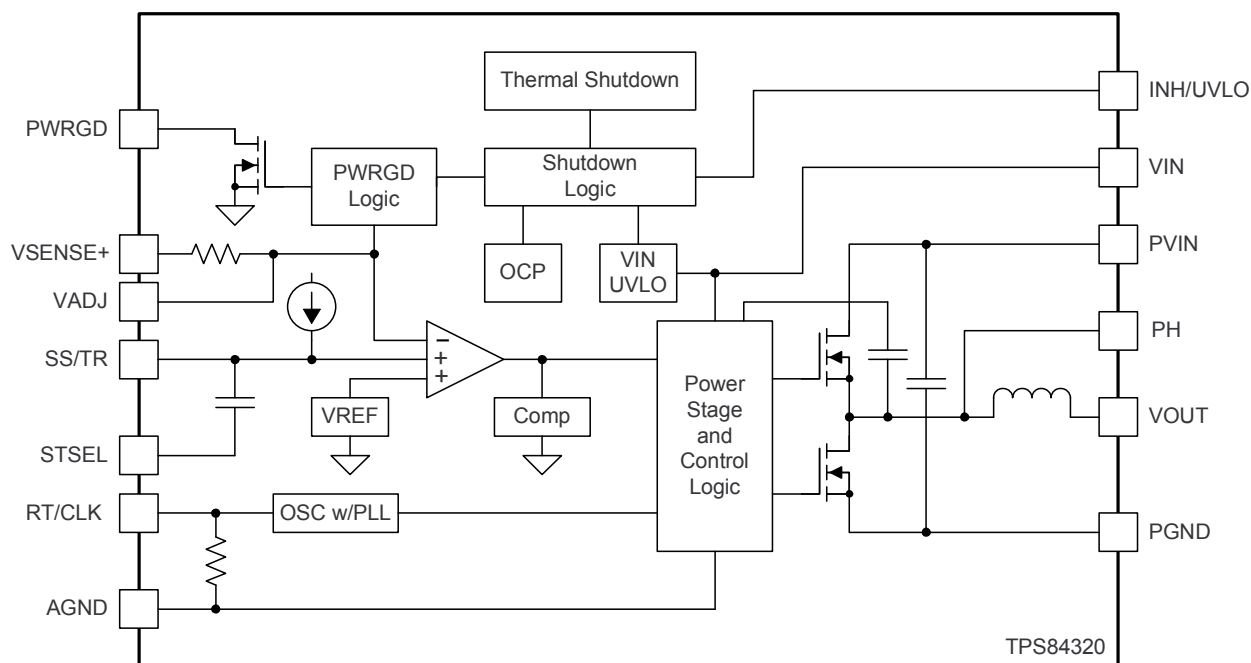 Thermal Shutdown
PWRGD
INH/UVLO
PWRGD
Logic
Shutdown
Logic
VIN
VSENSE+
OCP
VIN
UVLO
PVIN
VADJ
SS/TR
PH
−
+
+
VREF
Comp
Power
Stage
and
Control
Logic
VOUT
STSEL
RT/CLK
OSC w/PLL
PGND
AGND
TPS84320